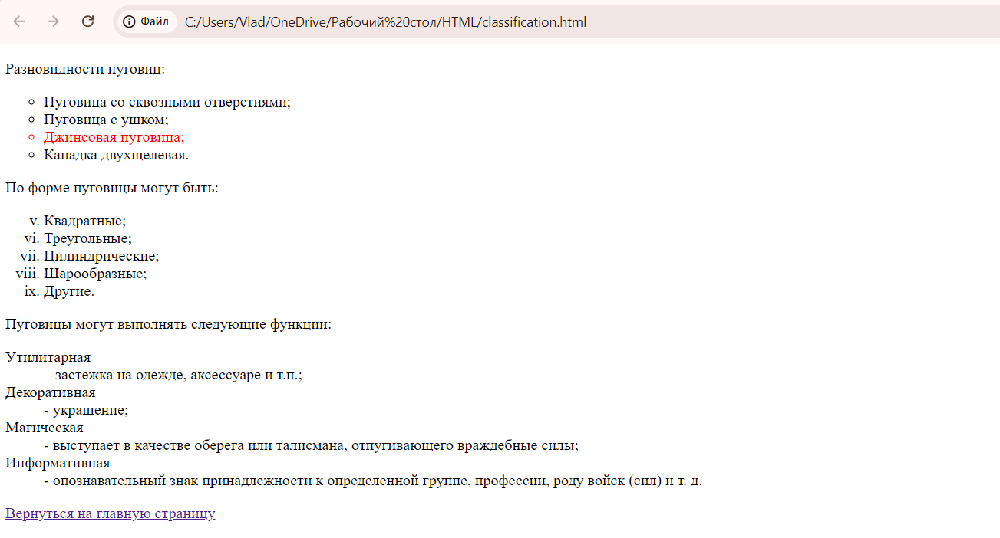 Файл C:/Users/Vlad/OneDrive/Рабочий%20стол/HTML/classification.html
Разновидности пуговиц:
Пуговица со сквозными отверстиями;
Пуговица с ушком;
Джинсовая пуговица;
Канадка двухщелевая.
По форме пуговицы могут быть:
v. Квадратные;
vi. Треугольные;
vii. Цилиндрические;
viii. Шарообразные;
ix. Другие.
Пуговицы могут выполнять следующие функции:
Утилитарная
– застежка на одежде, аксессуаре и т.п.;
Декоративная
- украшение;
Магическая
- выступает в качестве оберега или талисмана, отпугивающего враждебные силы;
Информативная
- опознавательный знак принадлежности к определенной группе, профессии, роду войск (сил) и т. д.
Вернуться на главную страницу